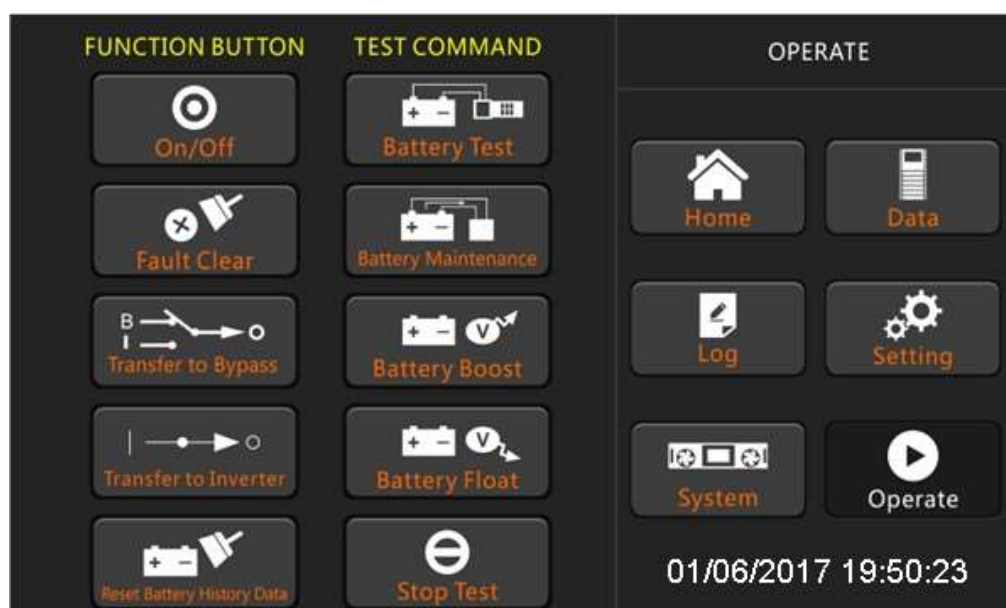 FUNCTION BUTTON TEST COMMAND
OPERATE
On/Off
Battery Test
Home
Data
Fault Clear
Battery Maintenance
B
I
Transfer to Bypass
V
Battery Boost
Log
Setting
Transfer to Inverter
V
Battery Float
System
Operate
Reset Battery History Data
Stop Test
01/06/2017 19:50:23